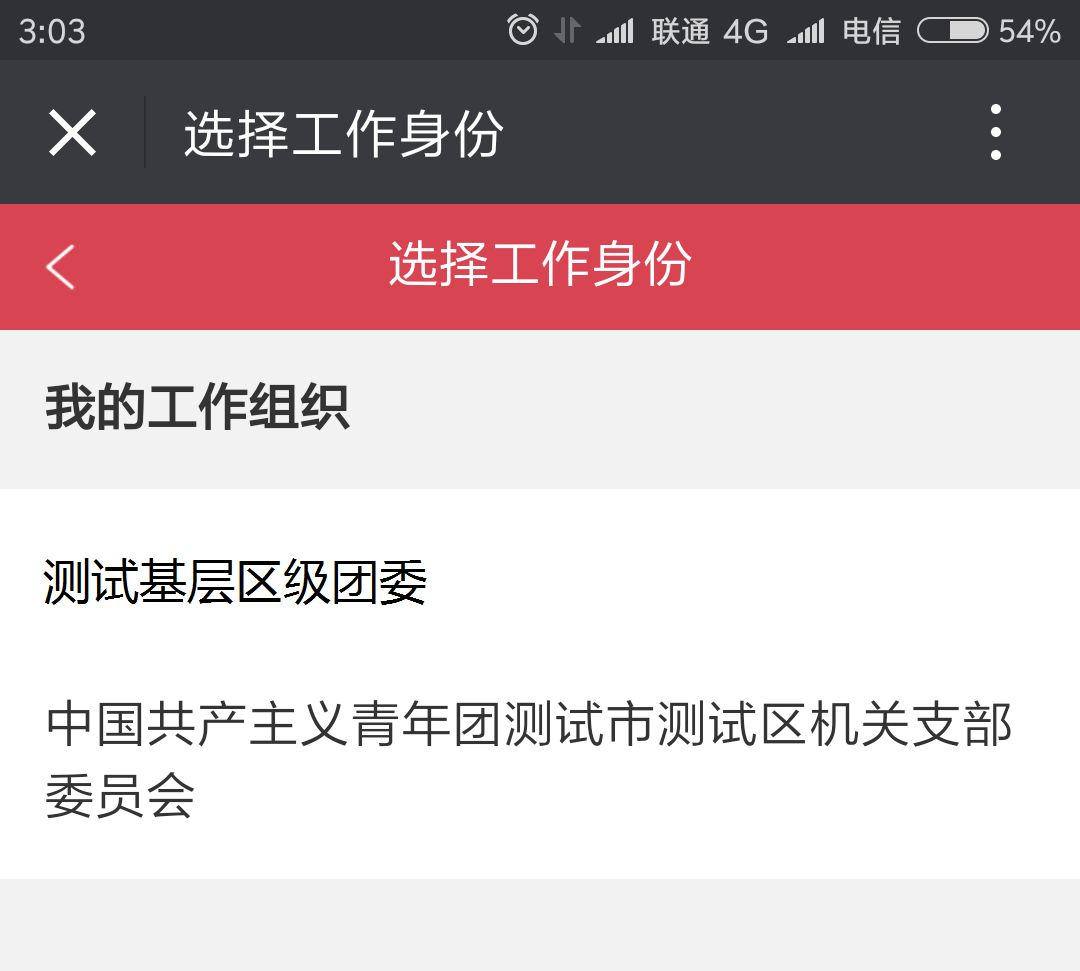 3:03 联通 4G 电信 54%
选择工作身份
选择工作身份
我的工作组织
测试基层区级团委
中国共产主义青年团测试市测试区机关支部
委员会